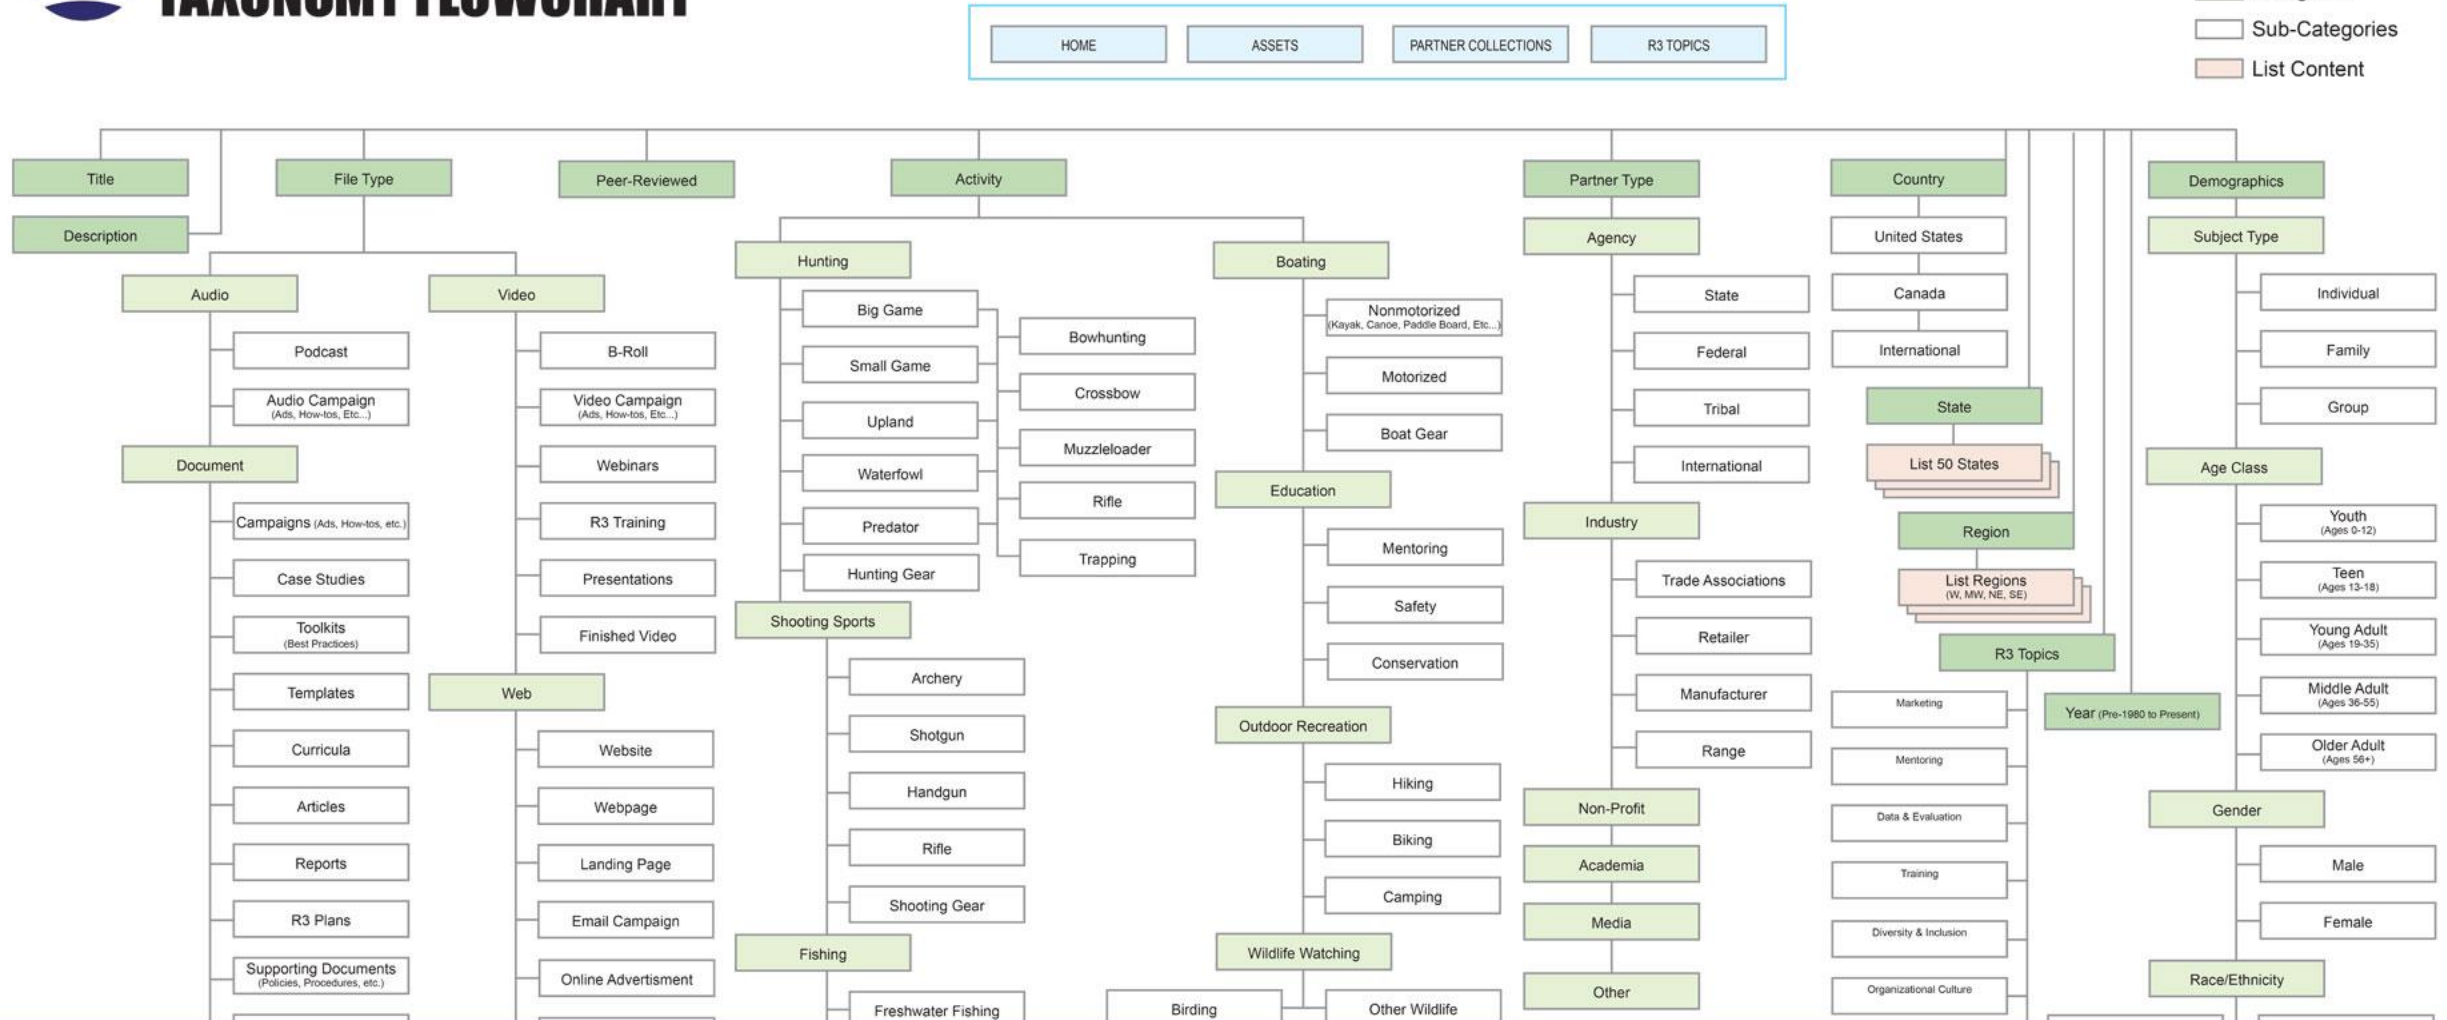 TAXONOMY FLOWCHART
HOME
ASSETS
PARTNER COLLECTIONS
R3 TOPICS
Sub-Categories
List Content
Title
Description
File Type
Audio
Podcast
Audio Campaign
(Ads, How-tos, Etc...)
Document
Campaigns (Ads, How-tos, etc.)
Case Studies
Toolkits
(Best Practices)
Templates
Curricula
Articles
Reports
R3 Plans
Supporting Documents
(Policies, Procedures, etc.)
Video
B-Roll
Video Campaign
(Ads, How-tos, Etc...)
Webinars
R3 Training
Presentations
Finished Video
Web
Website
Webpage
Landing Page
Email Campaign
Online Advertisment
Peer-Reviewed
Activity
Hunting
Big Game
Small Game
Upland
Waterfowl
Predator
Hunting Gear
Bowhunting
Crossbow
Muzzleloader
Rifle
Trapping
Shooting Sports
Archery
Shotgun
Handgun
Rifle
Shooting Gear
Fishing
Freshwater Fishing
Boating
Nonmotorized
(Kayak, Canoe, Paddle Board, Etc...)
Motorized
Boat Gear
Education
Mentoring
Safety
Conservation
Outdoor Recreation
Hiking
Biking
Camping
Wildlife Watching
Birding
Other Wildlife
Partner Type
Agency
State
Federal
Tribal
International
Industry
Trade Associations
Retailer
Manufacturer
Range
Non-Profit
Academia
Media
Other
Country
United States
Canada
International
State
List 50 States
Region
List Regions
(W, MW, NE, SE)
R3 Topics
Marketing
Mentoring
Data & Evaluation
Training
Diversity & Inclusion
Organizational Culture
Year (Pre-1980 to Present)
Demographics
Subject Type
Individual
Family
Group
Age Class
Youth
(Ages 0-12)
Teen
(Ages 13-18)
Young Adult
(Ages 19-35)
Middle Adult
(Ages 36-55)
Older Adult
(Ages 56+)
Gender
Male
Female
Race/Ethnicity